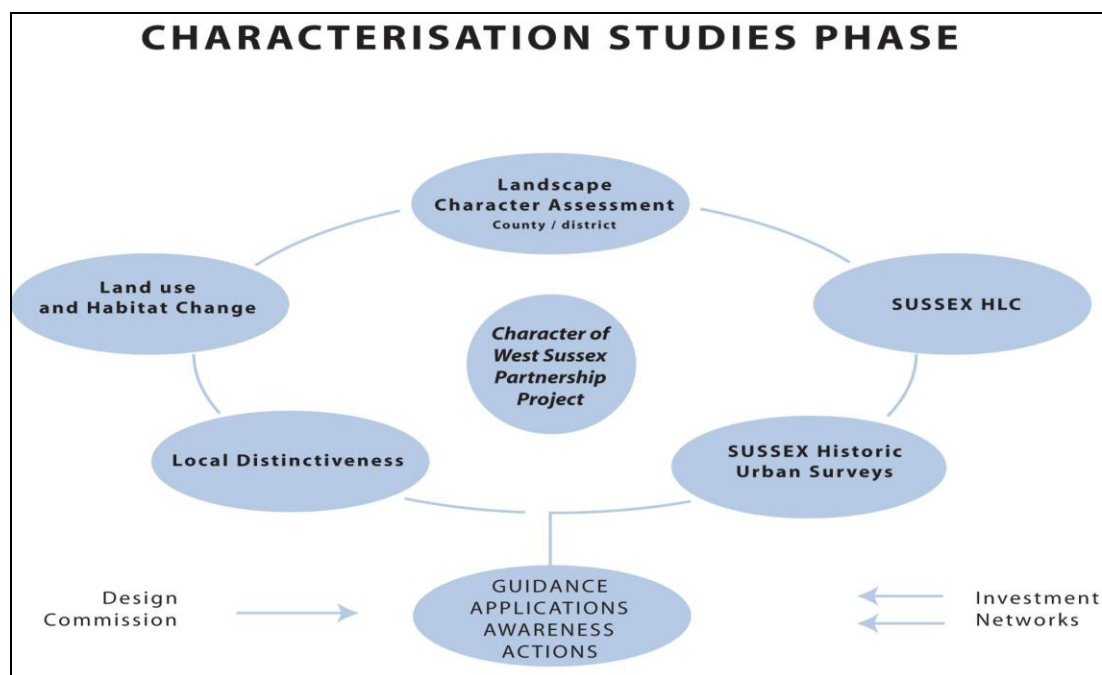 CHARACTERISATION STUDIES PHASE
Landscape
Character Assessment
County / district
Land use
and Habitat Change
SUSSEX HLC
Character of
West Sussex
Partnership
Project
Local Distinctiveness
SUSSEX Historic
Urban Surveys
Design
Commission
GUIDANCE
APPLICATIONS
AWARENESS
ACTIONS
Investment
Networks